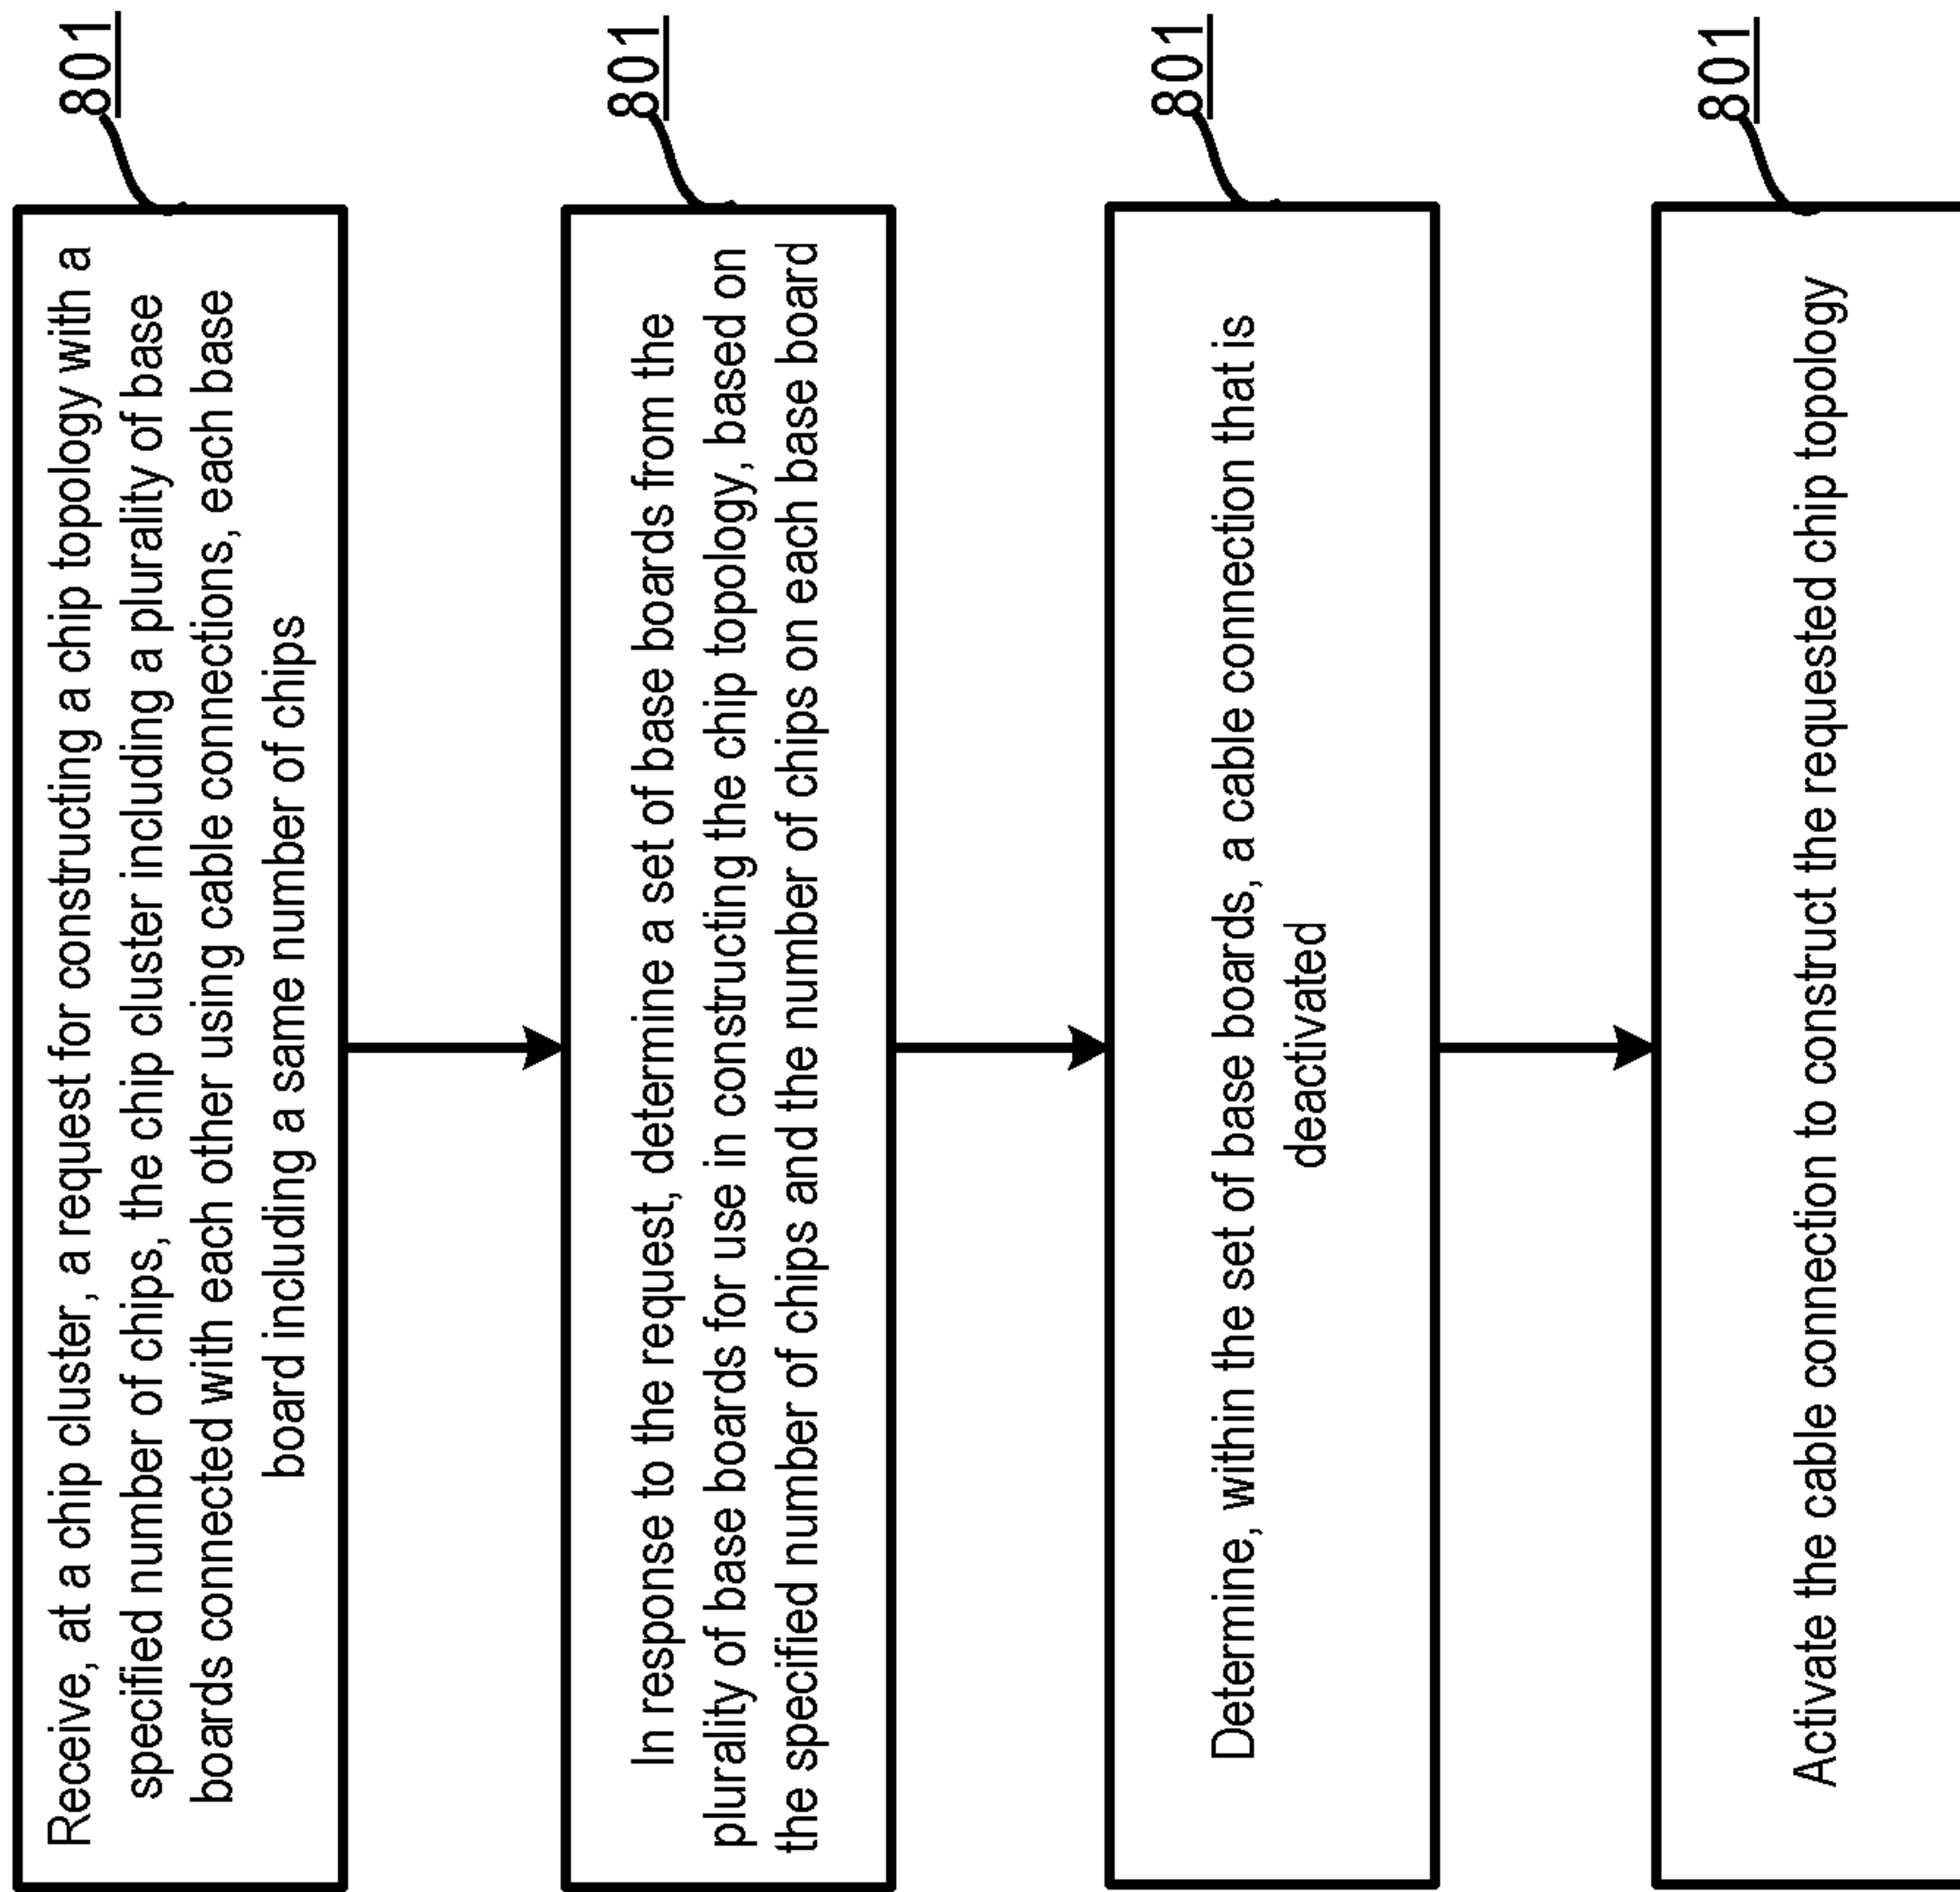 801
Receive, at a chip cluster, a request for constructing a chip topology with a
specified number of chips, the chip cluster including a plurality of base
boards connected with each other using cable connections, each base
board including a same number of chips
801
In response to the request, determine a set of base boards from the
plurality of base boards for use in constructing the chip topology, based on
the specified number of chips and the number of chips on each base board
801
Determine, within the set of base boards, a cable connection that is
deactivated
801
Activate the cable connection to construct the requested chip topology